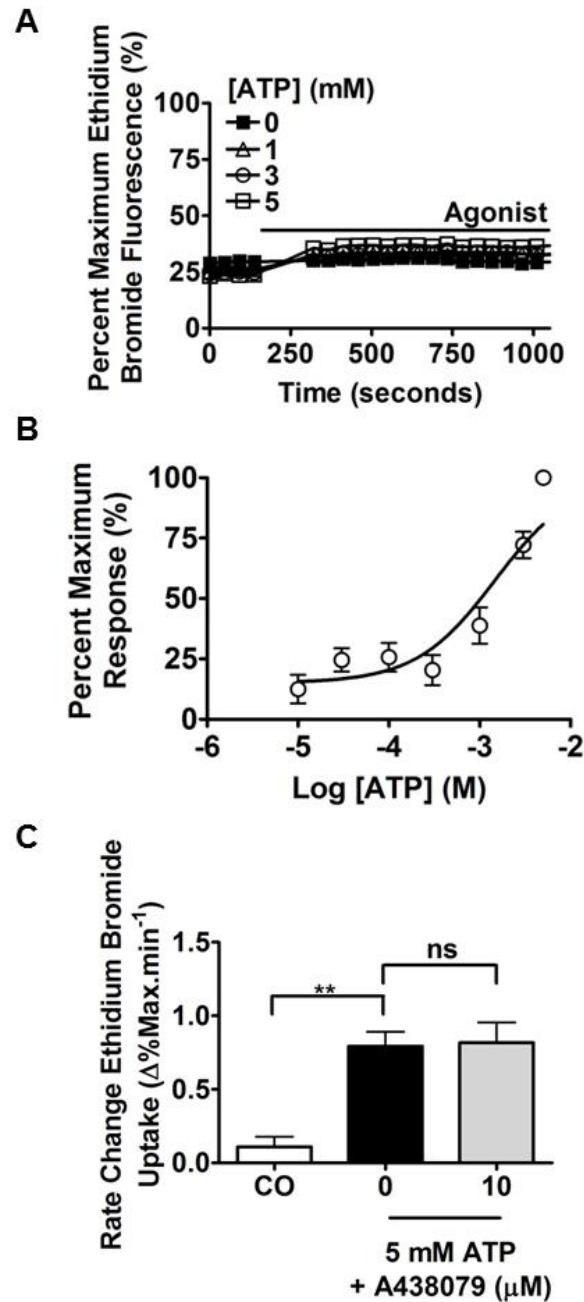 A
Percent Maximum Ethidium
Bromide Fluorescence (%)
100
75
50
25
0
[ATP] (mM)
0
1
3
5
Agonist
0
250
500
750
1000
Time (seconds)
B
Percent Maximum
Response (%)
100
75
50
25
0
-6
-5
-4
-3
-2
Log [ATP] (M)
C
Rate Change Ethidium Bromide
Uptake (Δ%Max.min⁻¹)
1.5
1.0
0.5
0.0
**
ns
CO
0
10
5 mM ATP
+ A438079 (μM)